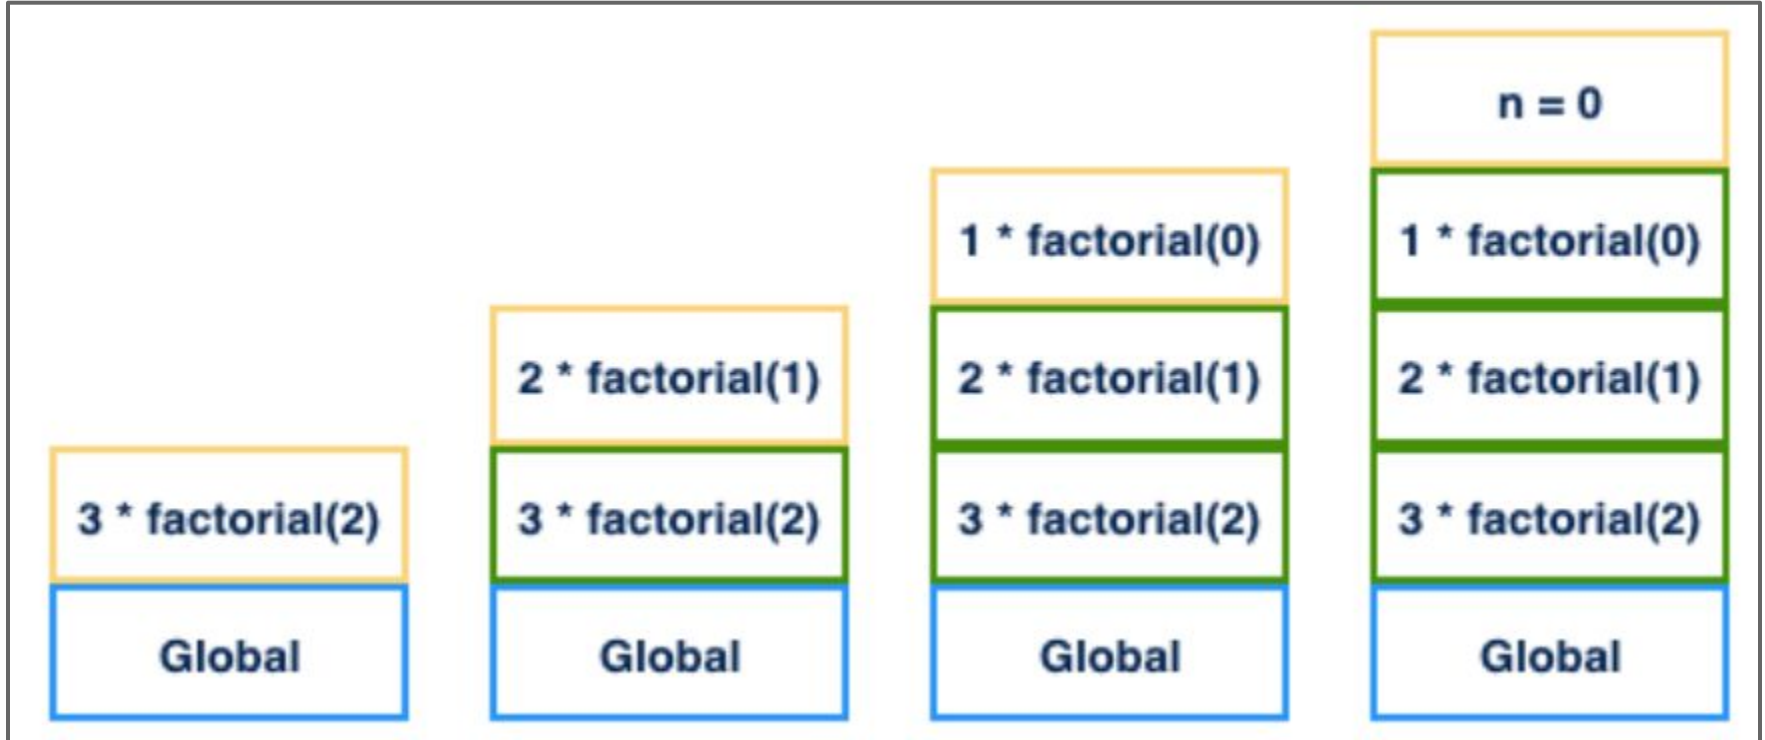 3 * factorial(2)
Global
2 * factorial(1)
3 * factorial(2)
Global
1 * factorial(0)
2 * factorial(1)
3 * factorial(2)
Global
n = 0
1 * factorial(0)
2 * factorial(1)
3 * factorial(2)
Global